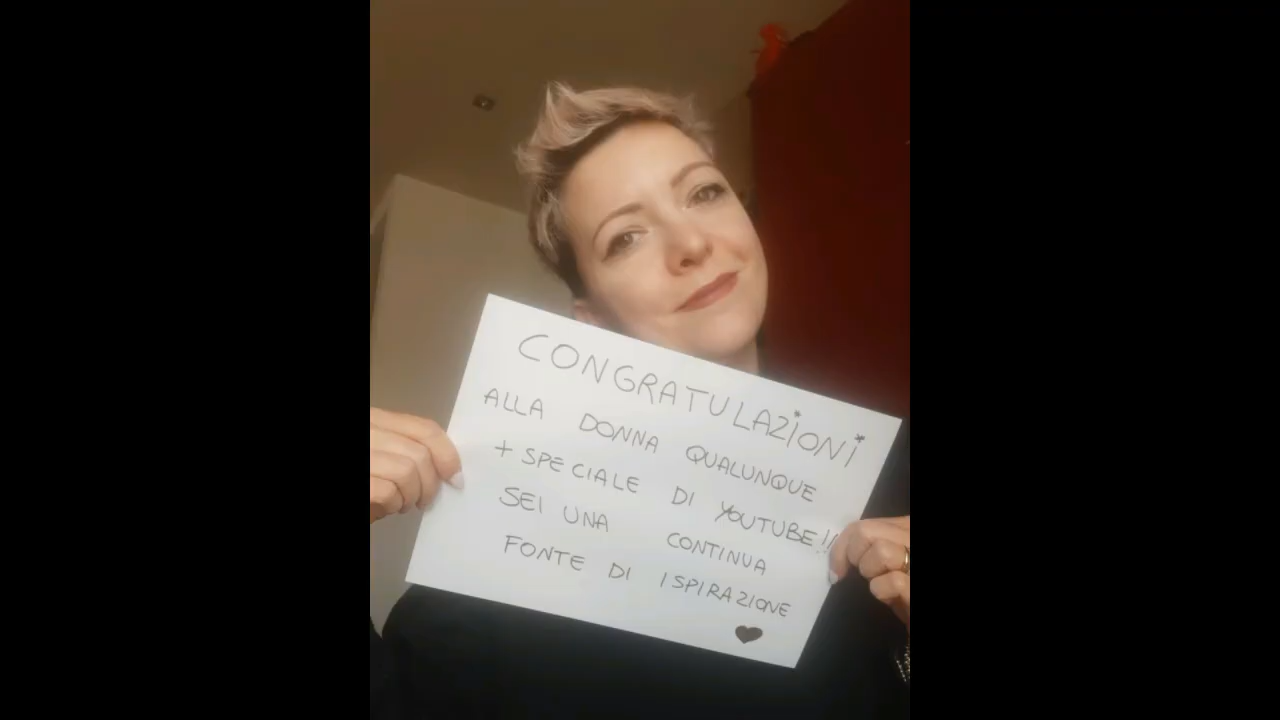 CONGRATULAZIONI
ALLA DONNA QUALUNQUE
+ SPECIALE DI YOUTUBE!!
SEI UNA CONTINUA
FONTE DI ISPIRAZIONE
♥